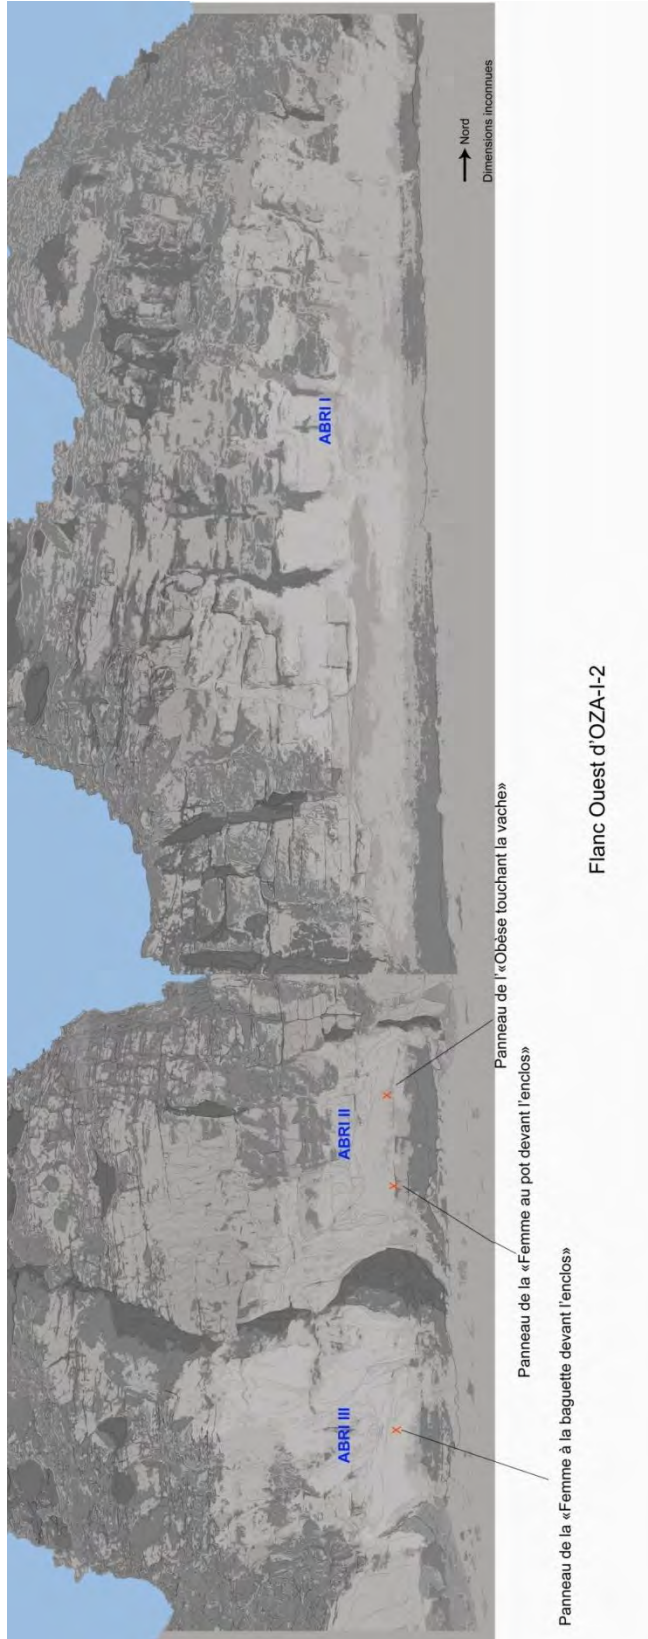 ABRI III
ABRI II
ABRI I
Nord
Dimensions inconnues
Panneau de l'«Obèse touchant la vache»
Panneau de la «Femme au pot devant l'enclos»
Panneau de la «Femme à la baguette devant l'enclos»
Flanc Ouest d'OZA-I-2